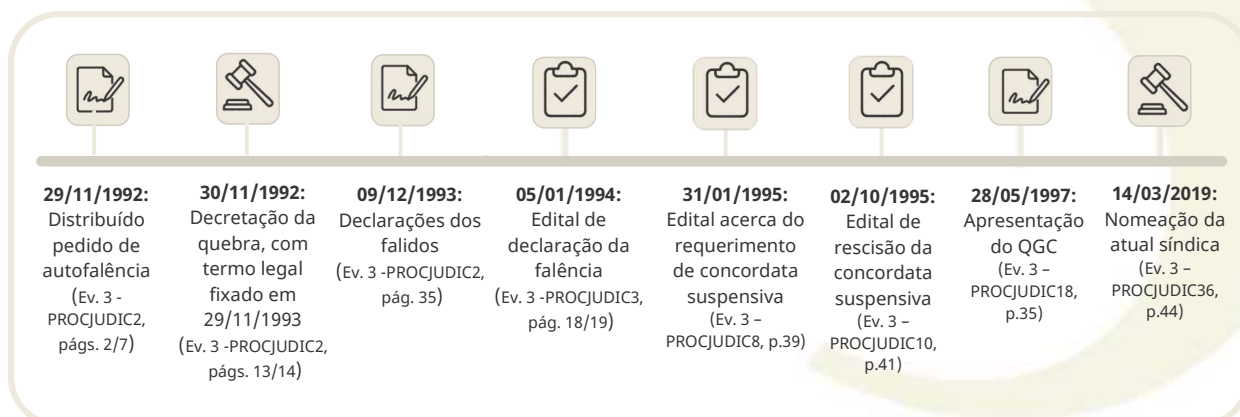 29/11/1992:
Distribuído
pedido de
autofalência
(Ev. 3 -
PROCJUDIC2,
págs. 2/7)
30/11/1992:
Decretação da
quebra, com
termo legal
fixado em
29/11/1993
(Ev. 3 -PROCJUDIC2,
págs. 13/14)
09/12/1993:
Declarações dos
falidos
(Ev. 3 -PROCJUDIC2,
pág. 35)
05/01/1994:
Edital de
declaração da
falência
(Ev. 3 -PROCJUDIC3,
pág. 18/19)
31/01/1995:
Edital acerca do
requerimento
de concordata
suspensiva
(Ev. 3 –
PROCJUDIC8, p.39)
02/10/1995:
Edital de
rescisão da
concordata
suspensiva
(Ev. 3 –
PROCJUDIC10,
p.41)
28/05/1997:
Apresentação
do QGC
(Ev. 3 –
PROCJUDIC18,
p.35)
14/03/2019:
Nomeação da
atual síndica
(Ev. 3 –
PROCJUDIC36,
p.44)